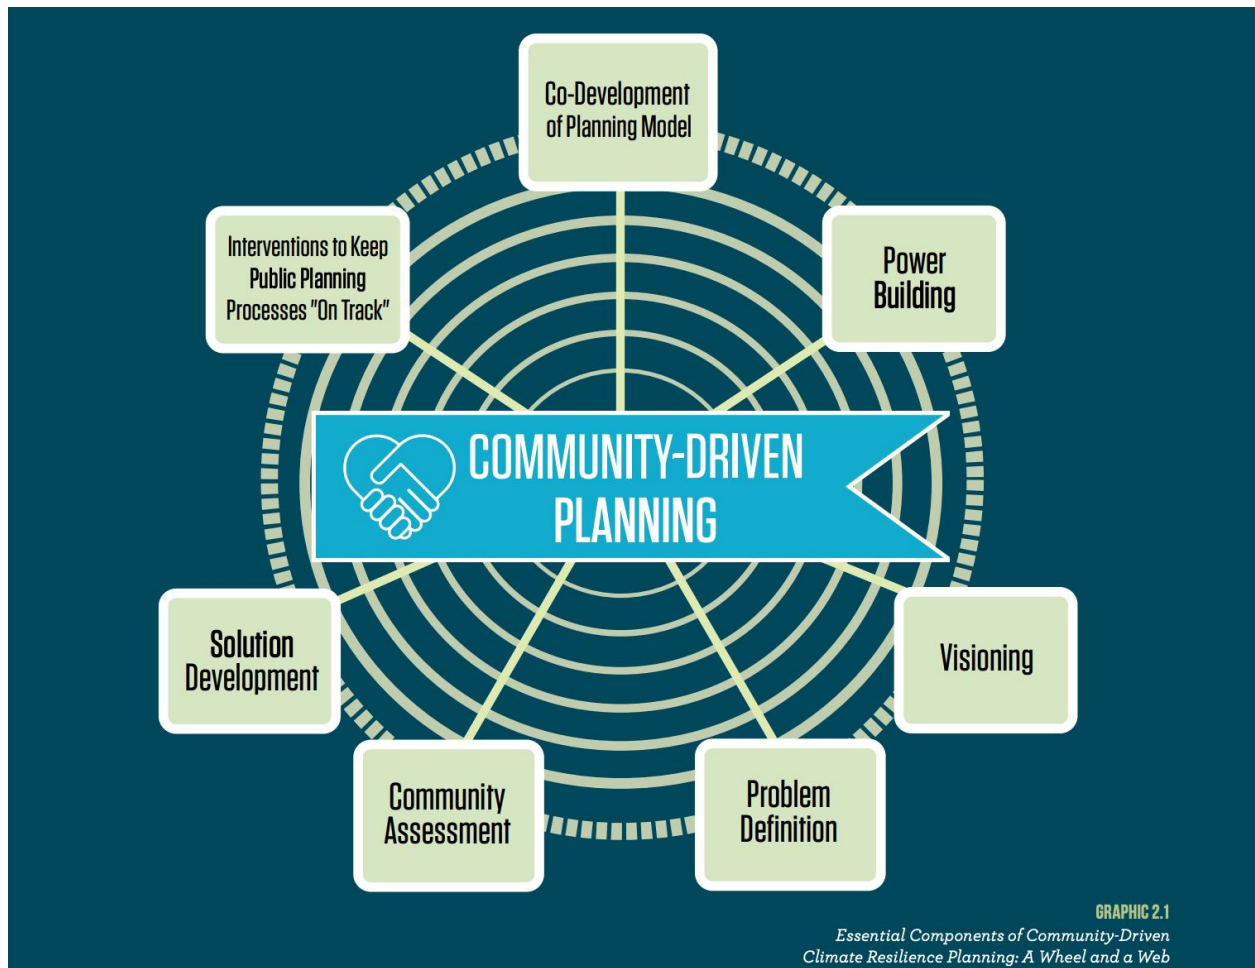 Co-Development
of Planning Model
Interventions to Keep
Public Planning
Processes "On Track"
Power
Building
COMMUNITY-DRIVEN
PLANNING
Solution
Development
Visioning
Community
Assessment
Problem
Definition
GRAPHIC 2.1
Essential Components of Community-Driven
Climate Resilience Planning: A Wheel and a Web